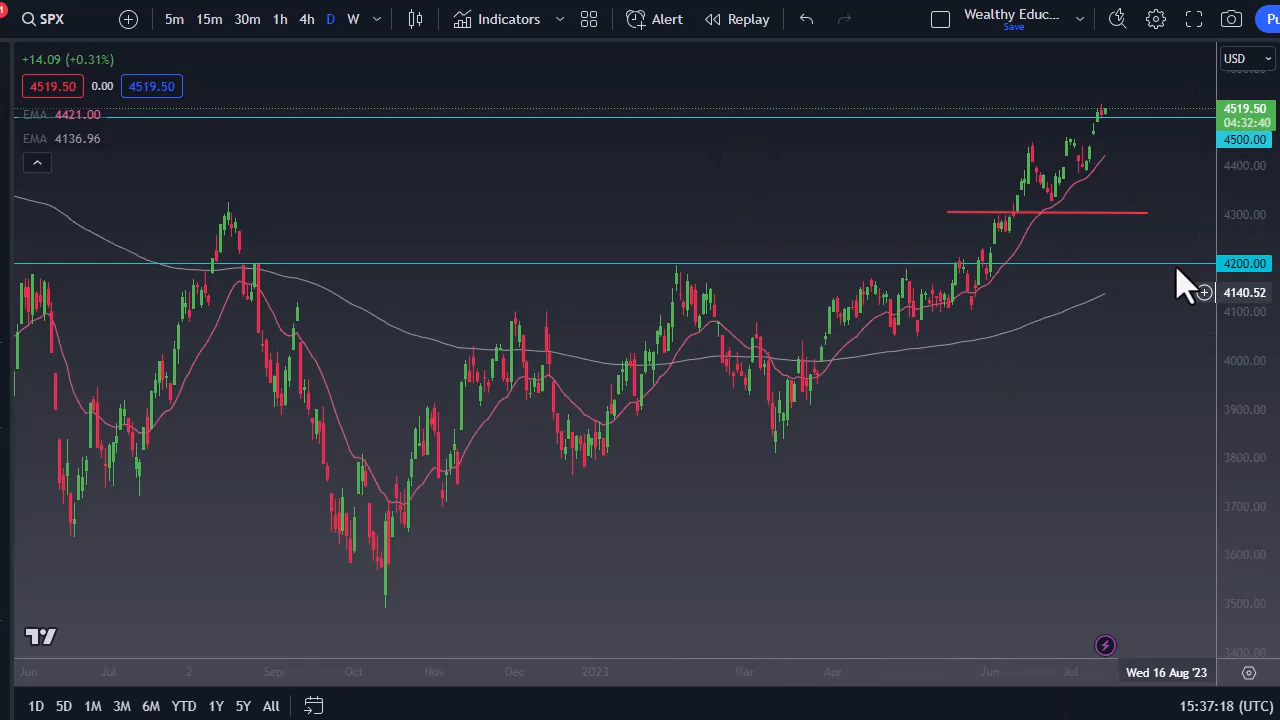 1
SPX 5m 15m 30m 1h 4h D W Indicators Alert Replay Wealthy Educ... Pu
Save
+14.09 (+0.31%)
USD
4519.50 0.00 4519.50
4519.50
04:32:40
EMA 4421.00
EMA 4136.96
4500.00
4400.00
4300.00
4200.00
4140.52
4100.00
4000.00
3900.00
3800.00
3700.00
3600.00
3500.00
3400.00
Jun Jul 2 Sep Oct Nov Dec 2023 Mar Apr Jun Jul Wed 16 Aug '23
1D 5D 1M 3M 6M YTD 1Y 5Y All 15:37:18 (UTC)